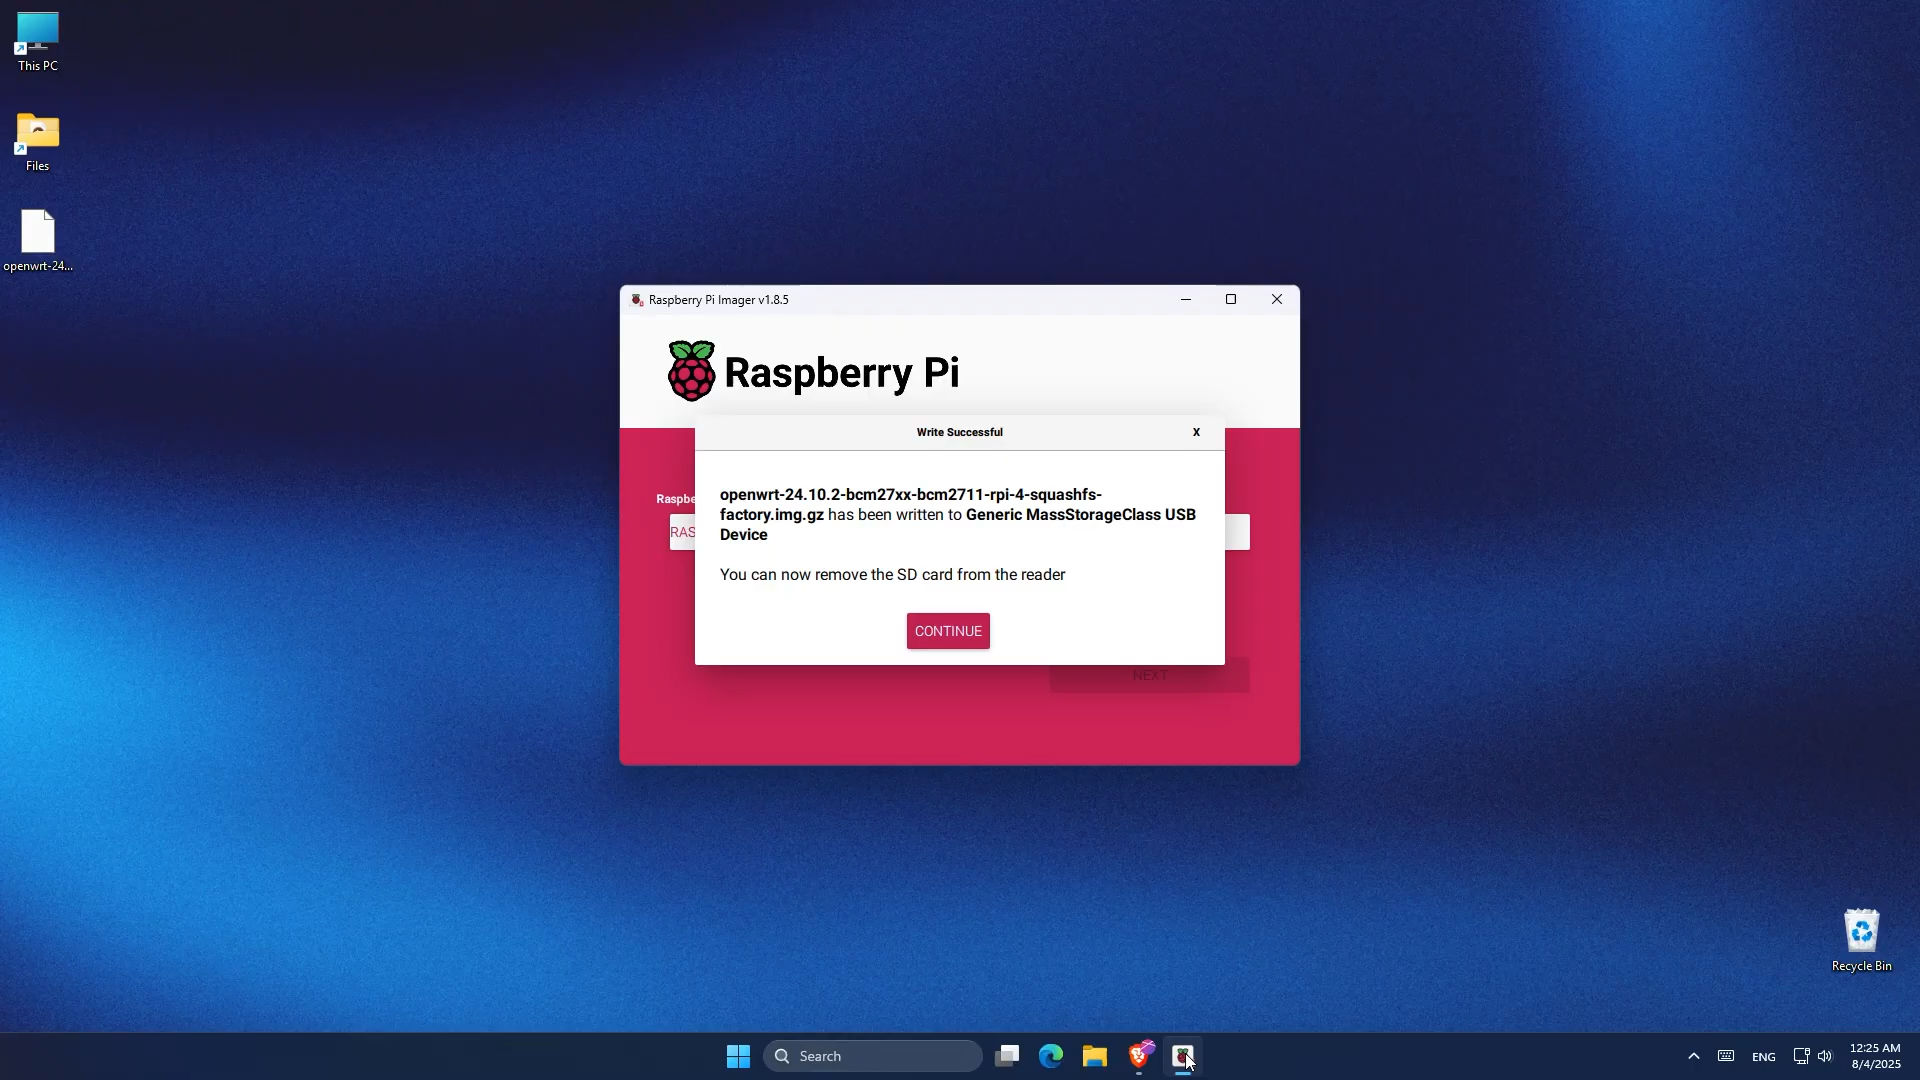 This PC
Files
openwrt-24...
Raspberry Pi Imager v1.8.5
Raspberry Pi
Write Successful
X
Raspbe
RAS
openwrt-24.10.2-bcm27xx-bcm2711-rpi-4-squashfs-
factory.img.gz has been written to Generic MassStorageClass USB
Device
You can now remove the SD card from the reader
CONTINUE
NEXT
Recycle Bin
Search
ENG
12:25 AM
8/4/2025